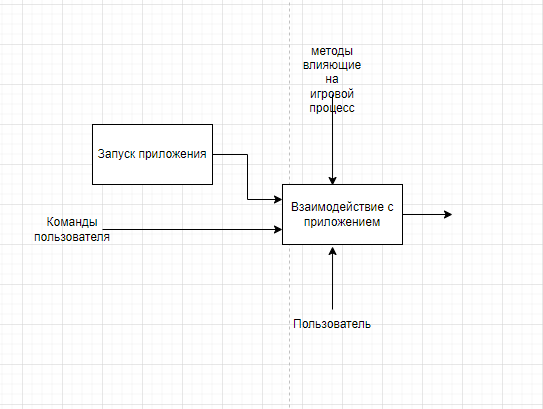 методы
влияющие
на
игровой
процесс
Запуск приложения
Взаимодействие с
приложением
Команды
пользователя
Пользователь